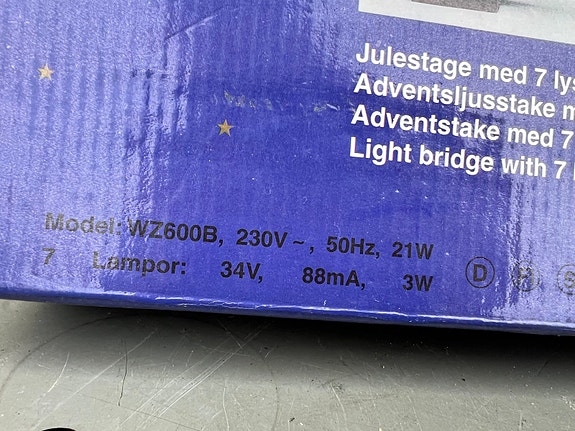 Julestage med 7
Adventsljusstake
Adventstake med 7
Light bridge with 7
Model: WZ600B, 230V~, 50Hz, 21W
7 Lampor: 34V, 88mA, 3W D H S